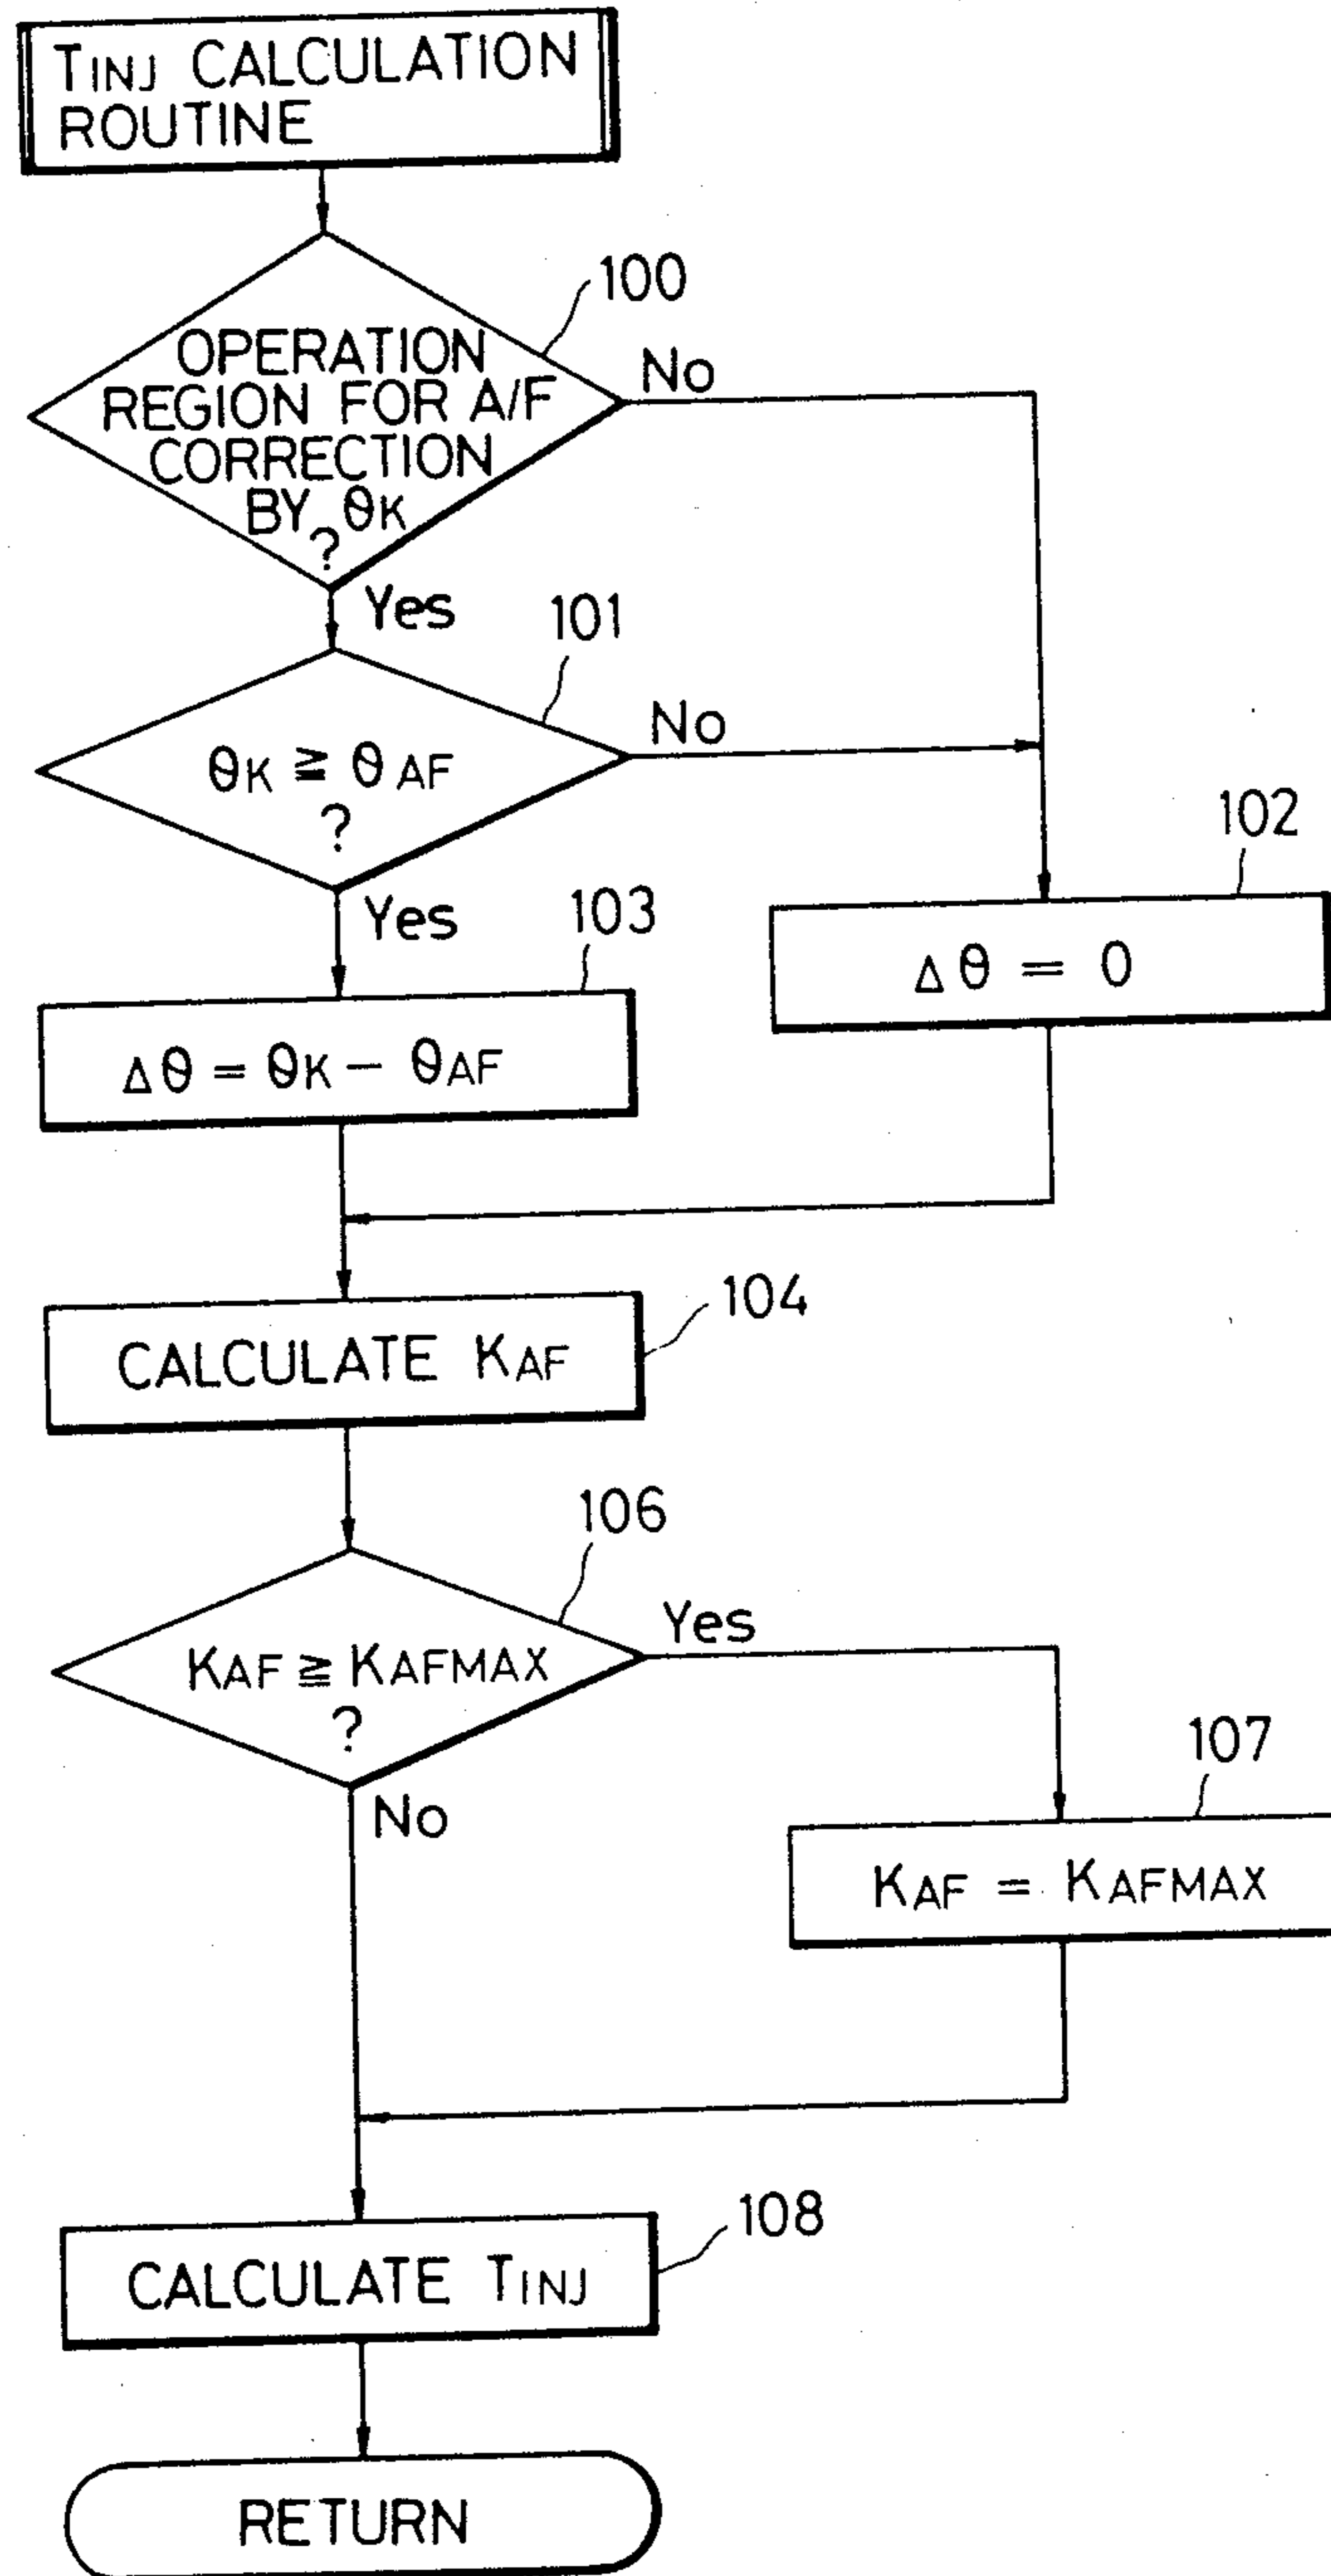 TINJ CALCULATION
ROUTINE
100
OPERATION
REGION FOR A/F
CORRECTION
BY θK
?
No
Yes
101
θK ≧ θAF
?
No
Yes
102
Δθ = 0
103
Δθ = θK − θAF
104
CALCULATE KAF
106
KAF ≧ KAFMAX
?
Yes
No
107
KAF = KAFMAX
108
CALCULATE TINJ
RETURN